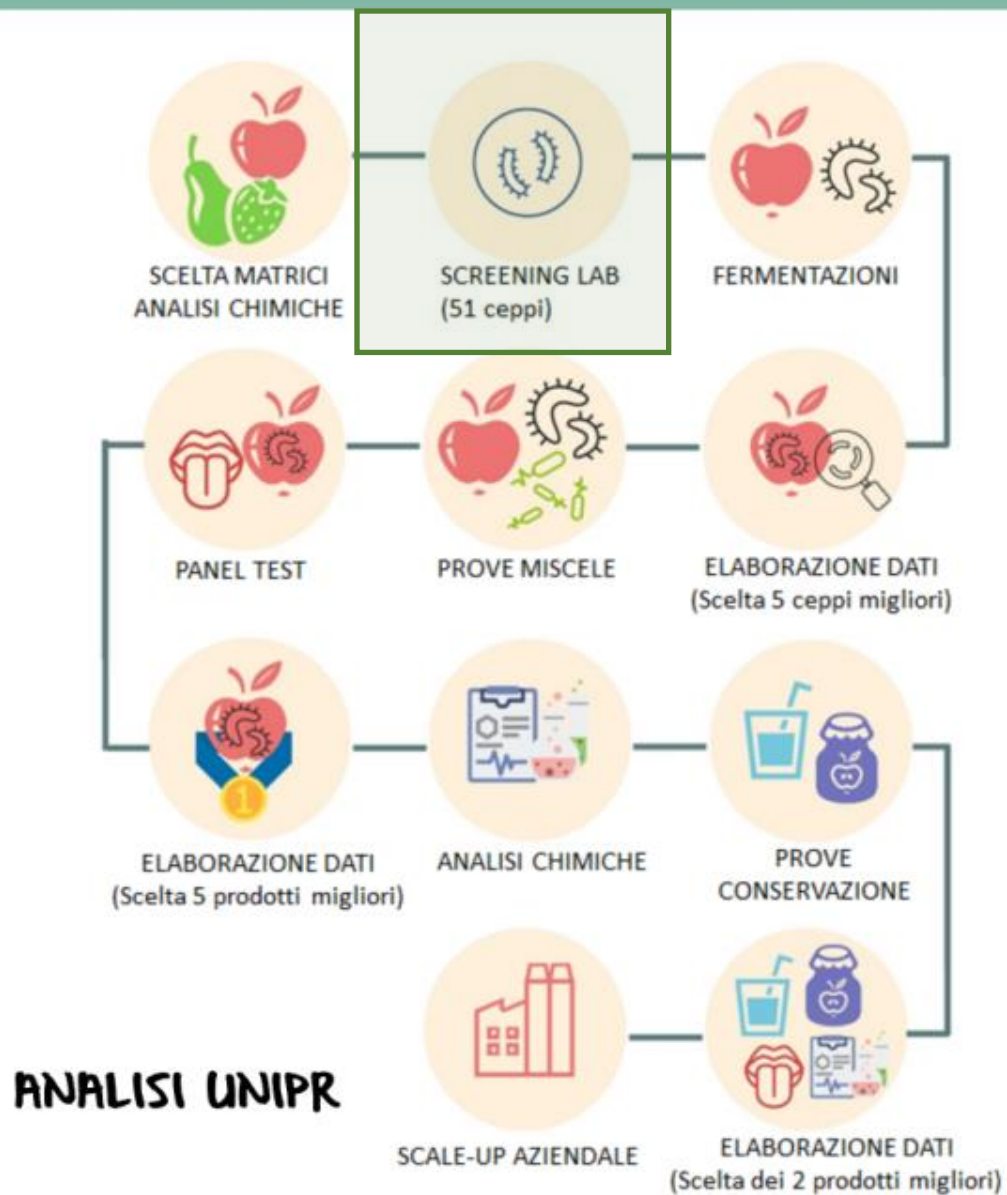 SCELTA MATRICI
ANALISI CHIMICHE
SCREENING LAB
(51 ceppi)
FERMENTAZIONI
PANEL TEST
PROVE MISCELE
ELABORAZIONE DATI
(Scelta 5 ceppi migliori)
1
ELABORAZIONE DATI
(Scelta 5 prodotti migliori)
ANALISI CHIMICHE
PROVE
CONSERVAZIONE
ANALISI UNIPR
SCALE-UP AZIENDALE
ELABORAZIONE DATI
(Scelta dei 2 prodotti migliori)